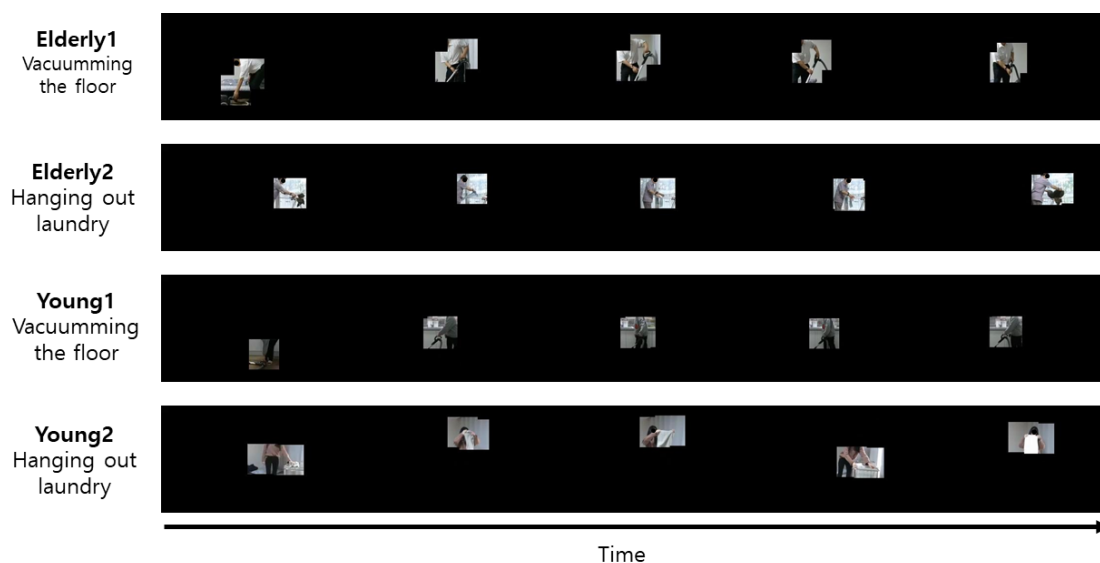 Elderly1
Vacuumming
the floor
Elderly2
Hanging out
laundry
Young1
Vacuumming
the floor
Young2
Hanging out
laundry
Time